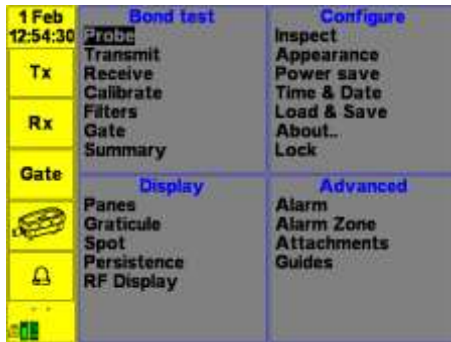 1 Feb
12:54:30
Tx
Rx
Gate
Bond test
Probe
Transmit
Receive
Calibrate
Filters
Gate
Summary
Configure
Inspect
Appearance
Power save
Time & Date
Load & Save
About..
Lock
Display
Panes
Graticule
Spot
Persistence
RF Display
Advanced
Alarm
Alarm Zone
Attachments
Guides